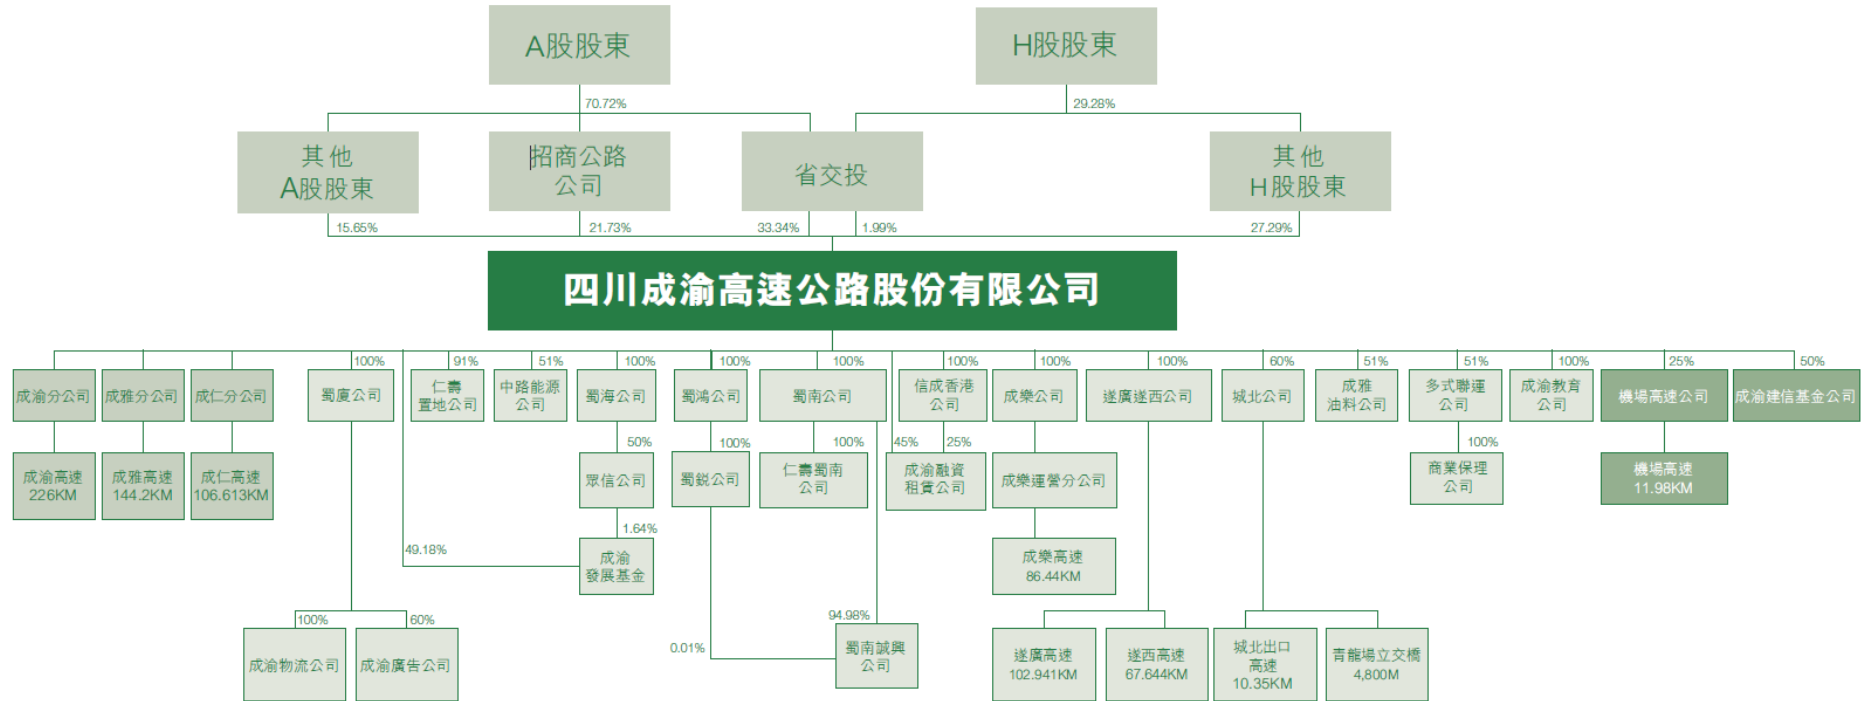 A股股東
H股股東
70.72%
29.28%
其他
A股股東
招商公路
公司
省交投
其他
H股股東
15.65%
21.73%
33.34%
1.99%
27.29%
四川成渝高速公路股份有限公司
100%
91%
51%
100%
100%
100%
100%
100%
100%
60%
51%
51%
100%
25%
50%
成渝分公司
成雅分公司
成仁分公司
蜀廈公司
仁壽
置地公司
中路能源
公司
蜀海公司
蜀鴻公司
蜀南公司
信成香港
公司
成樂公司
遂廣遂西公司
城北公司
成雅
油料公司
多式聯運
公司
成渝教育
公司
機場高速公司
成渝建信基金公司
50%
100%
100%
45%
25%
100%
成渝高速
226KM
成雅高速
144.2KM
成仁高速
106.613KM
眾信公司
蜀銳公司
仁壽蜀南
公司
成渝融資
租賃公司
成樂運營分公司
商業保理
公司
機場高速
11.98KM
1.64%
49.18%
成渝
發展基金
成樂高速
86.44KM
100%
60%
94.98%
0.01%
成渝物流公司
成渝廣告公司
蜀南誠興
公司
遂廣高速
102.941KM
遂西高速
67.644KM
城北出口
高速
10.35KM
青龍場立交橋
4,800M